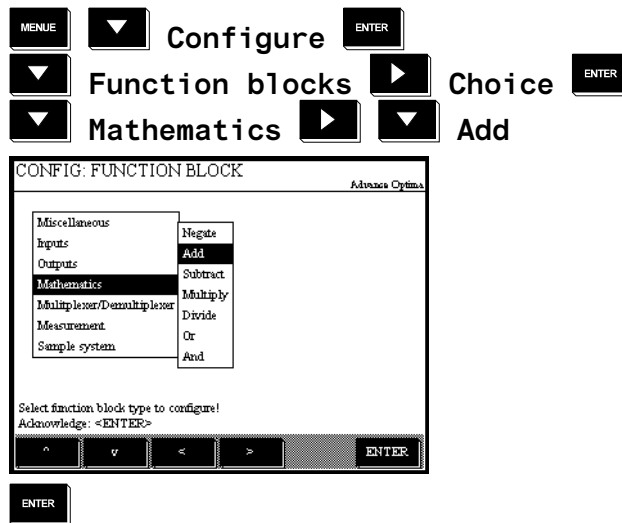 MENUE Configure ENTER
Function blocks Choice ENTER
Mathematics Add
CONFIG: FUNCTION BLOCK
Advance Optima
Miscellaneous
Inputs
Outputs
Mathematics
Mulitplexer/Demultiplexer
Measurement
Sample system
Negate
Add
Subtract
Multiply
Divide
Or
And
Select function block type to configure!
Acknowledge: <ENTER>
^ v < > ENTER
ENTER